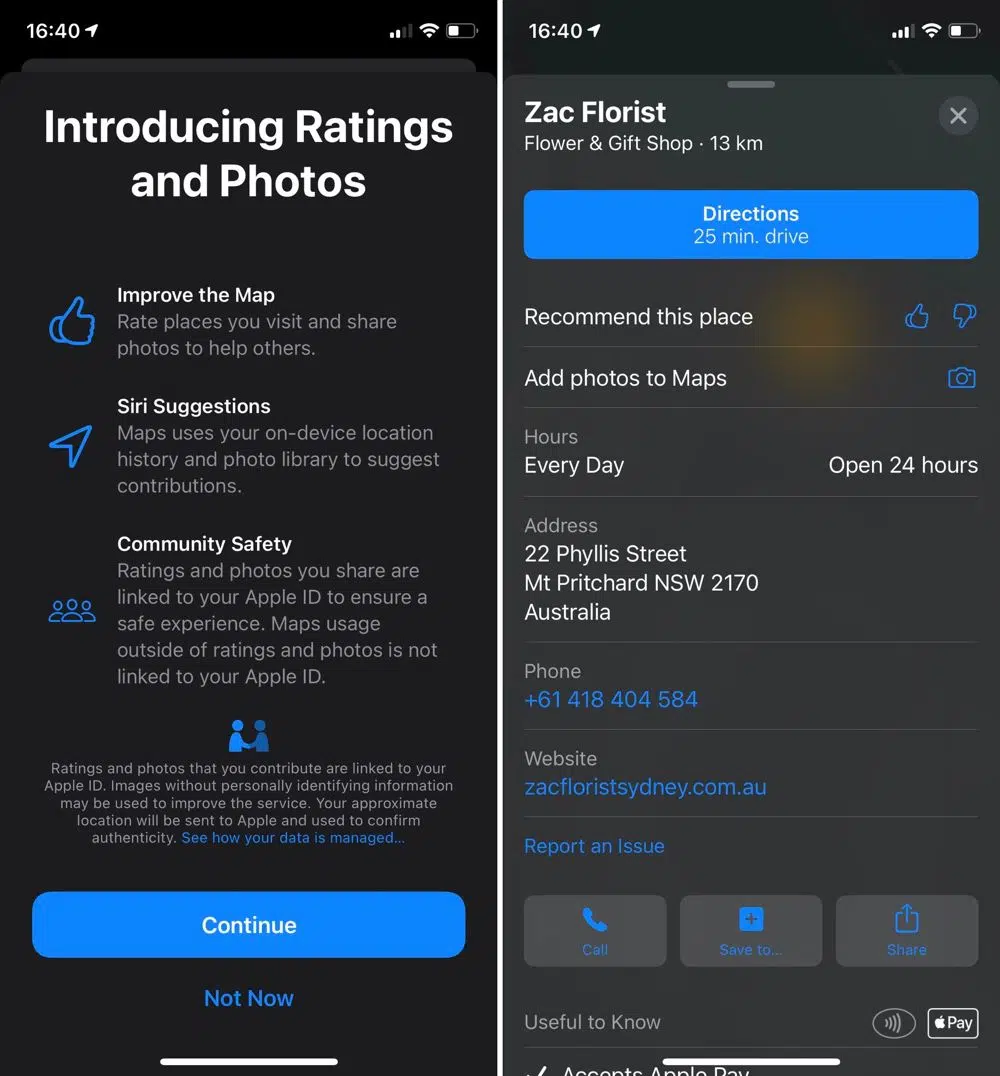 16:40
Introducing Ratings
and Photos
Improve the Map
Rate places you visit and share
photos to help others.
Siri Suggestions
Maps uses your on-device location
history and photo library to suggest
contributions.
Community Safety
Ratings and photos you share are
linked to your Apple ID to ensure a
safe experience. Maps usage
outside of ratings and photos is not
linked to your Apple ID.
Ratings and photos that you contribute are linked to your
Apple ID. Images without personally identifying information
may be used to improve the service. Your approximate
location will be sent to Apple and used to confirm
authenticity. See how your data is managed...
Continue
Not Now
16:40
Zac Florist
Flower & Gift Shop · 13 km
Directions
25 min. drive
Recommend this place
Add photos to Maps
Hours
Every Day Open 24 hours
Address
22 Phyllis Street
Mt Pritchard NSW 2170
Australia
Phone
+61 418 404 584
Website
zacfloristsydney.com.au
Report an Issue
Call Save to... Share
Useful to Know Pay
Accepts Apple Pay